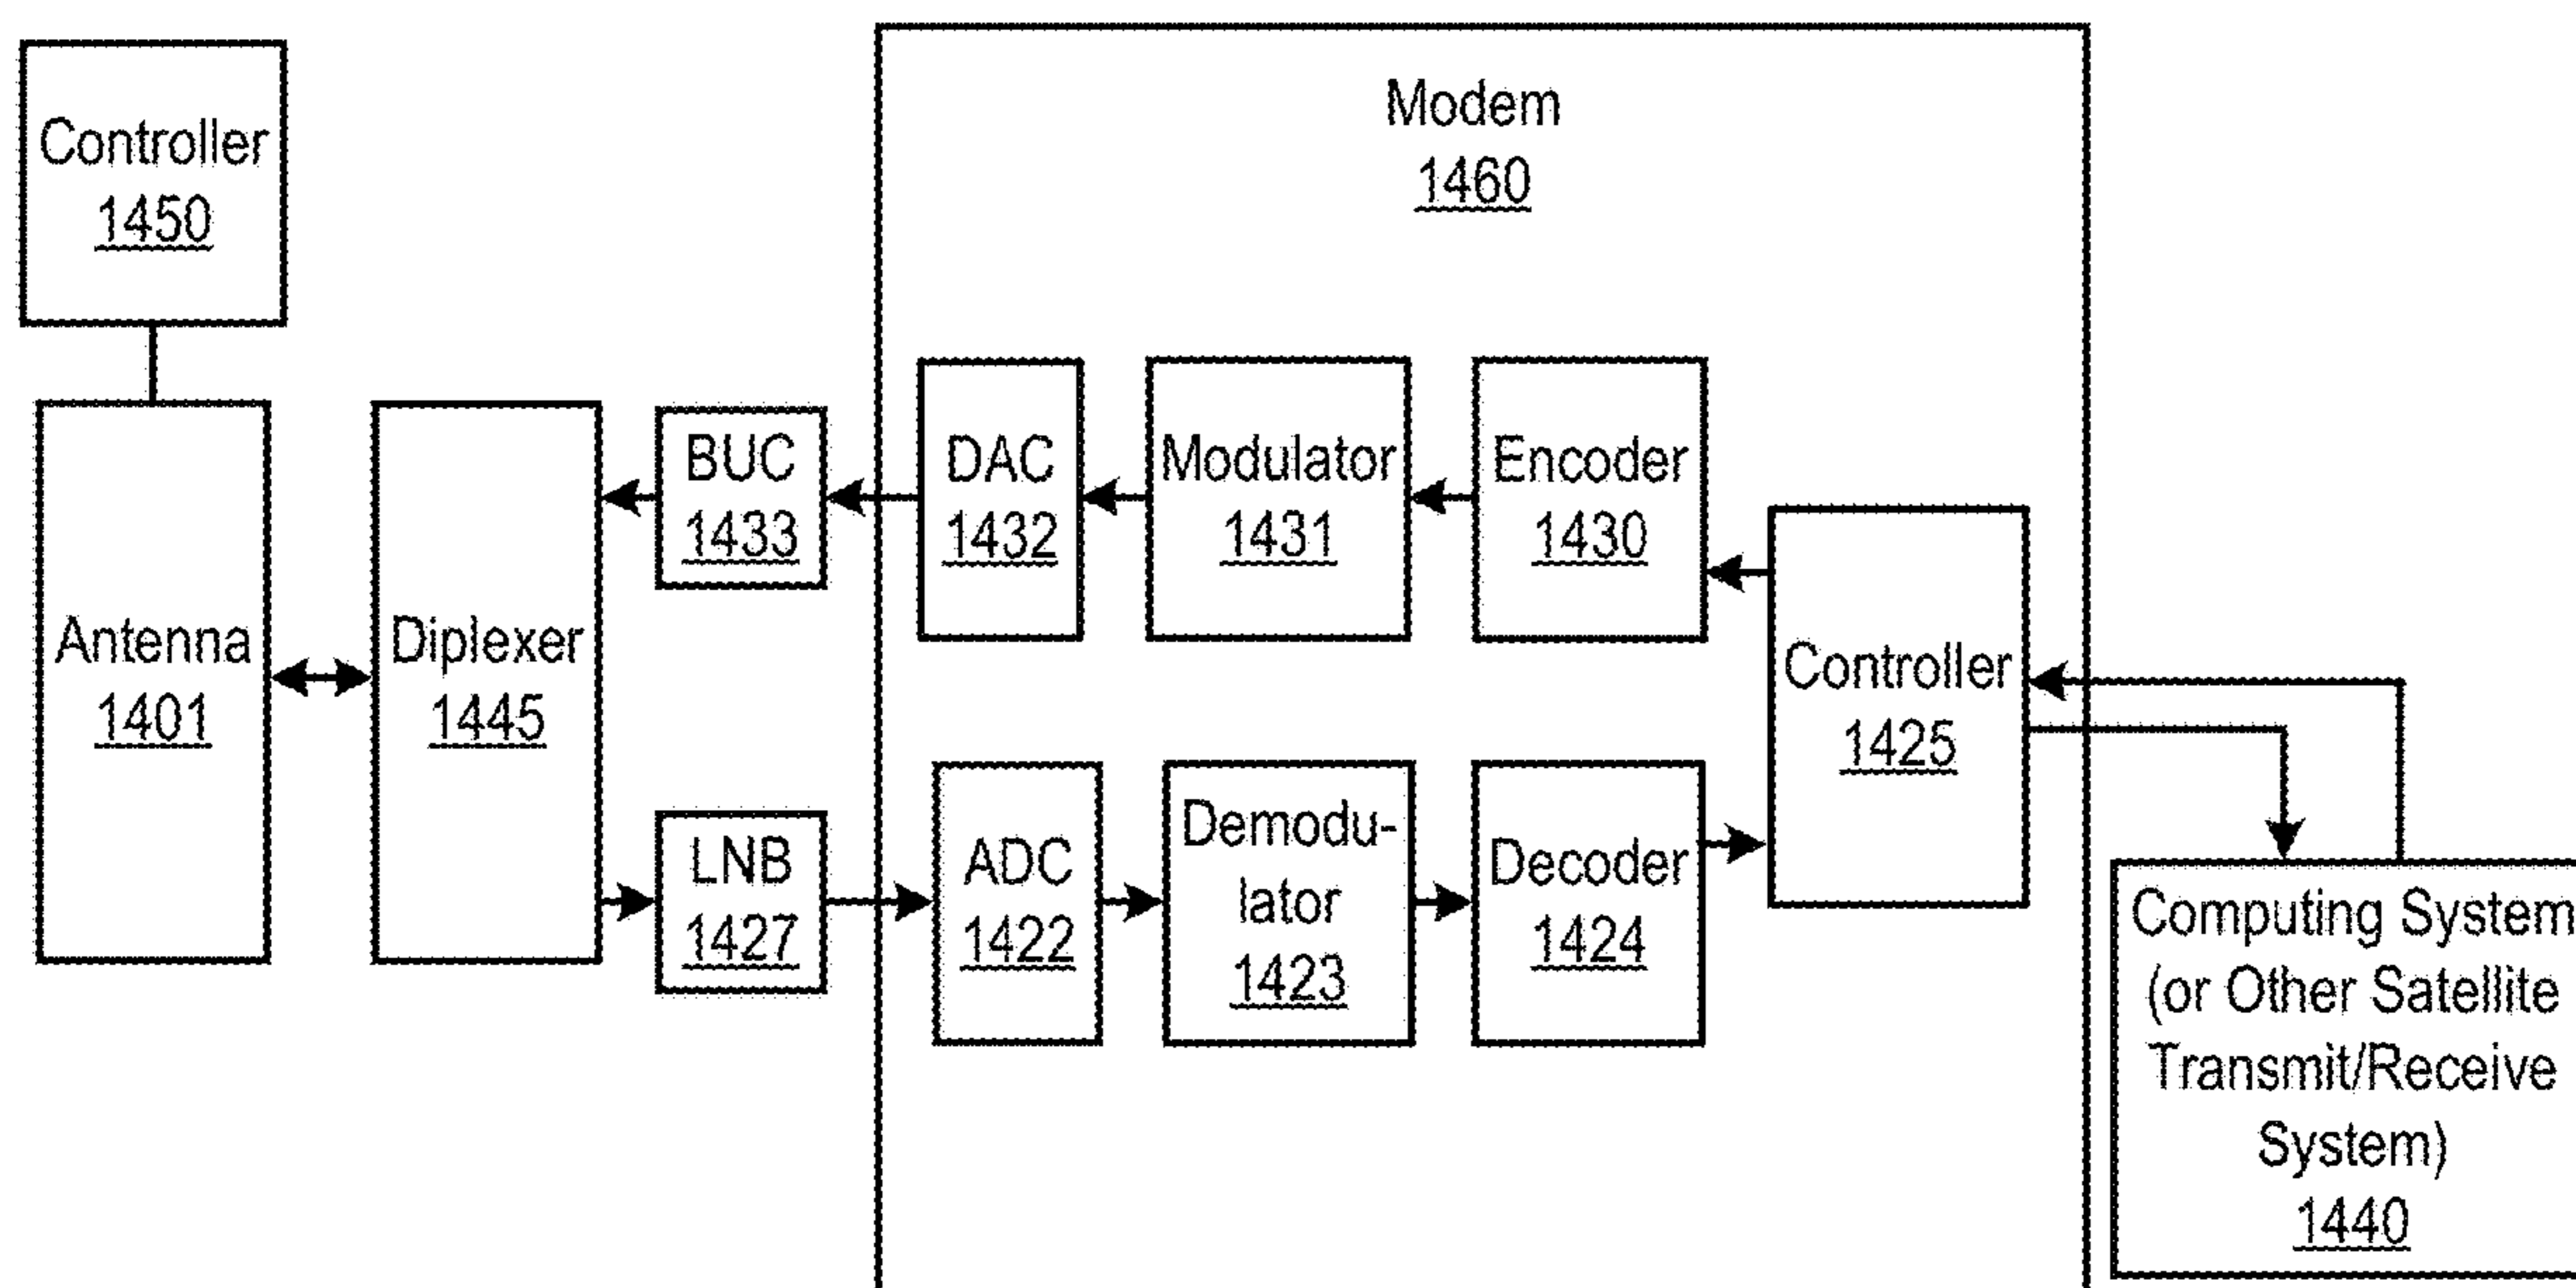 Controller
1450
Modem
1460
Antenna
1401
Diplexer
1445
BUC
1433
DAC
1432
Modulator
1431
Encoder
1430
Controller
1425
LNB
1427
ADC
1422
Demodu-
lator
1423
Decoder
1424
Computing System
(or Other Satellite
Transmit/Receive
System)
1440